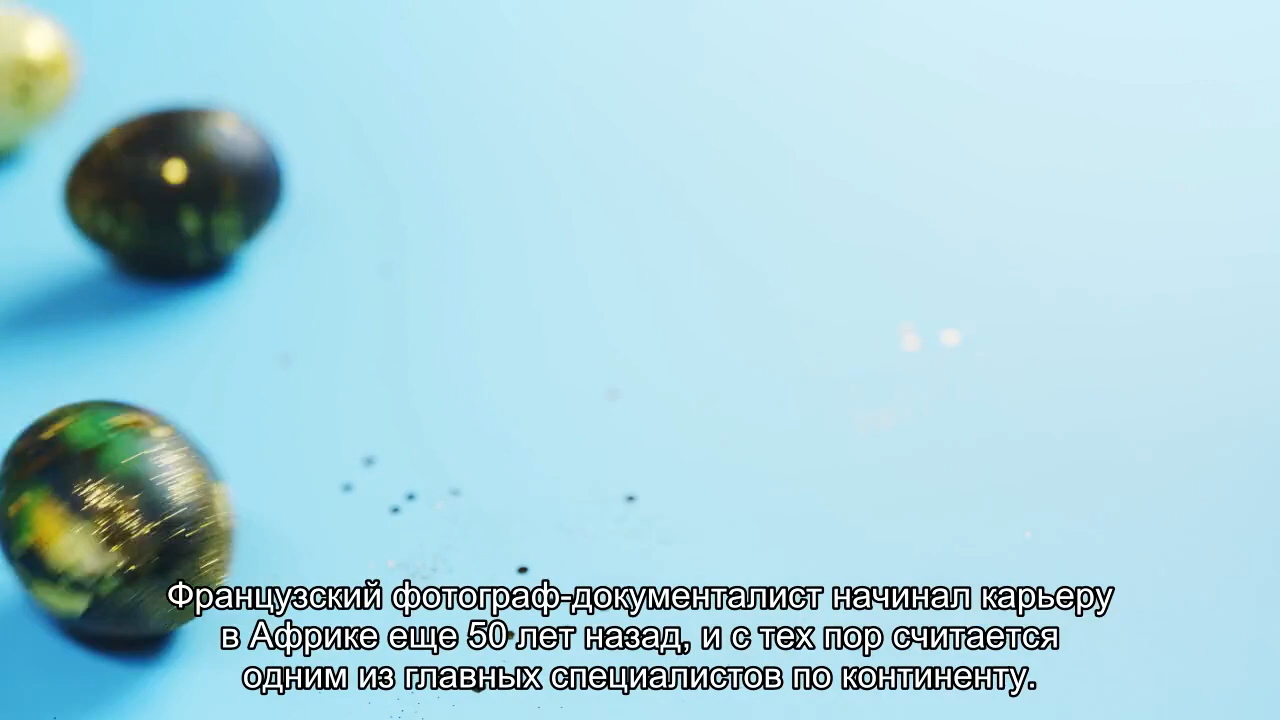 Французский фотограф-документалист начинал карьеру
в Африке еще 50 лет назад, и с тех пор считается
одним из главных специалистов по континенту.